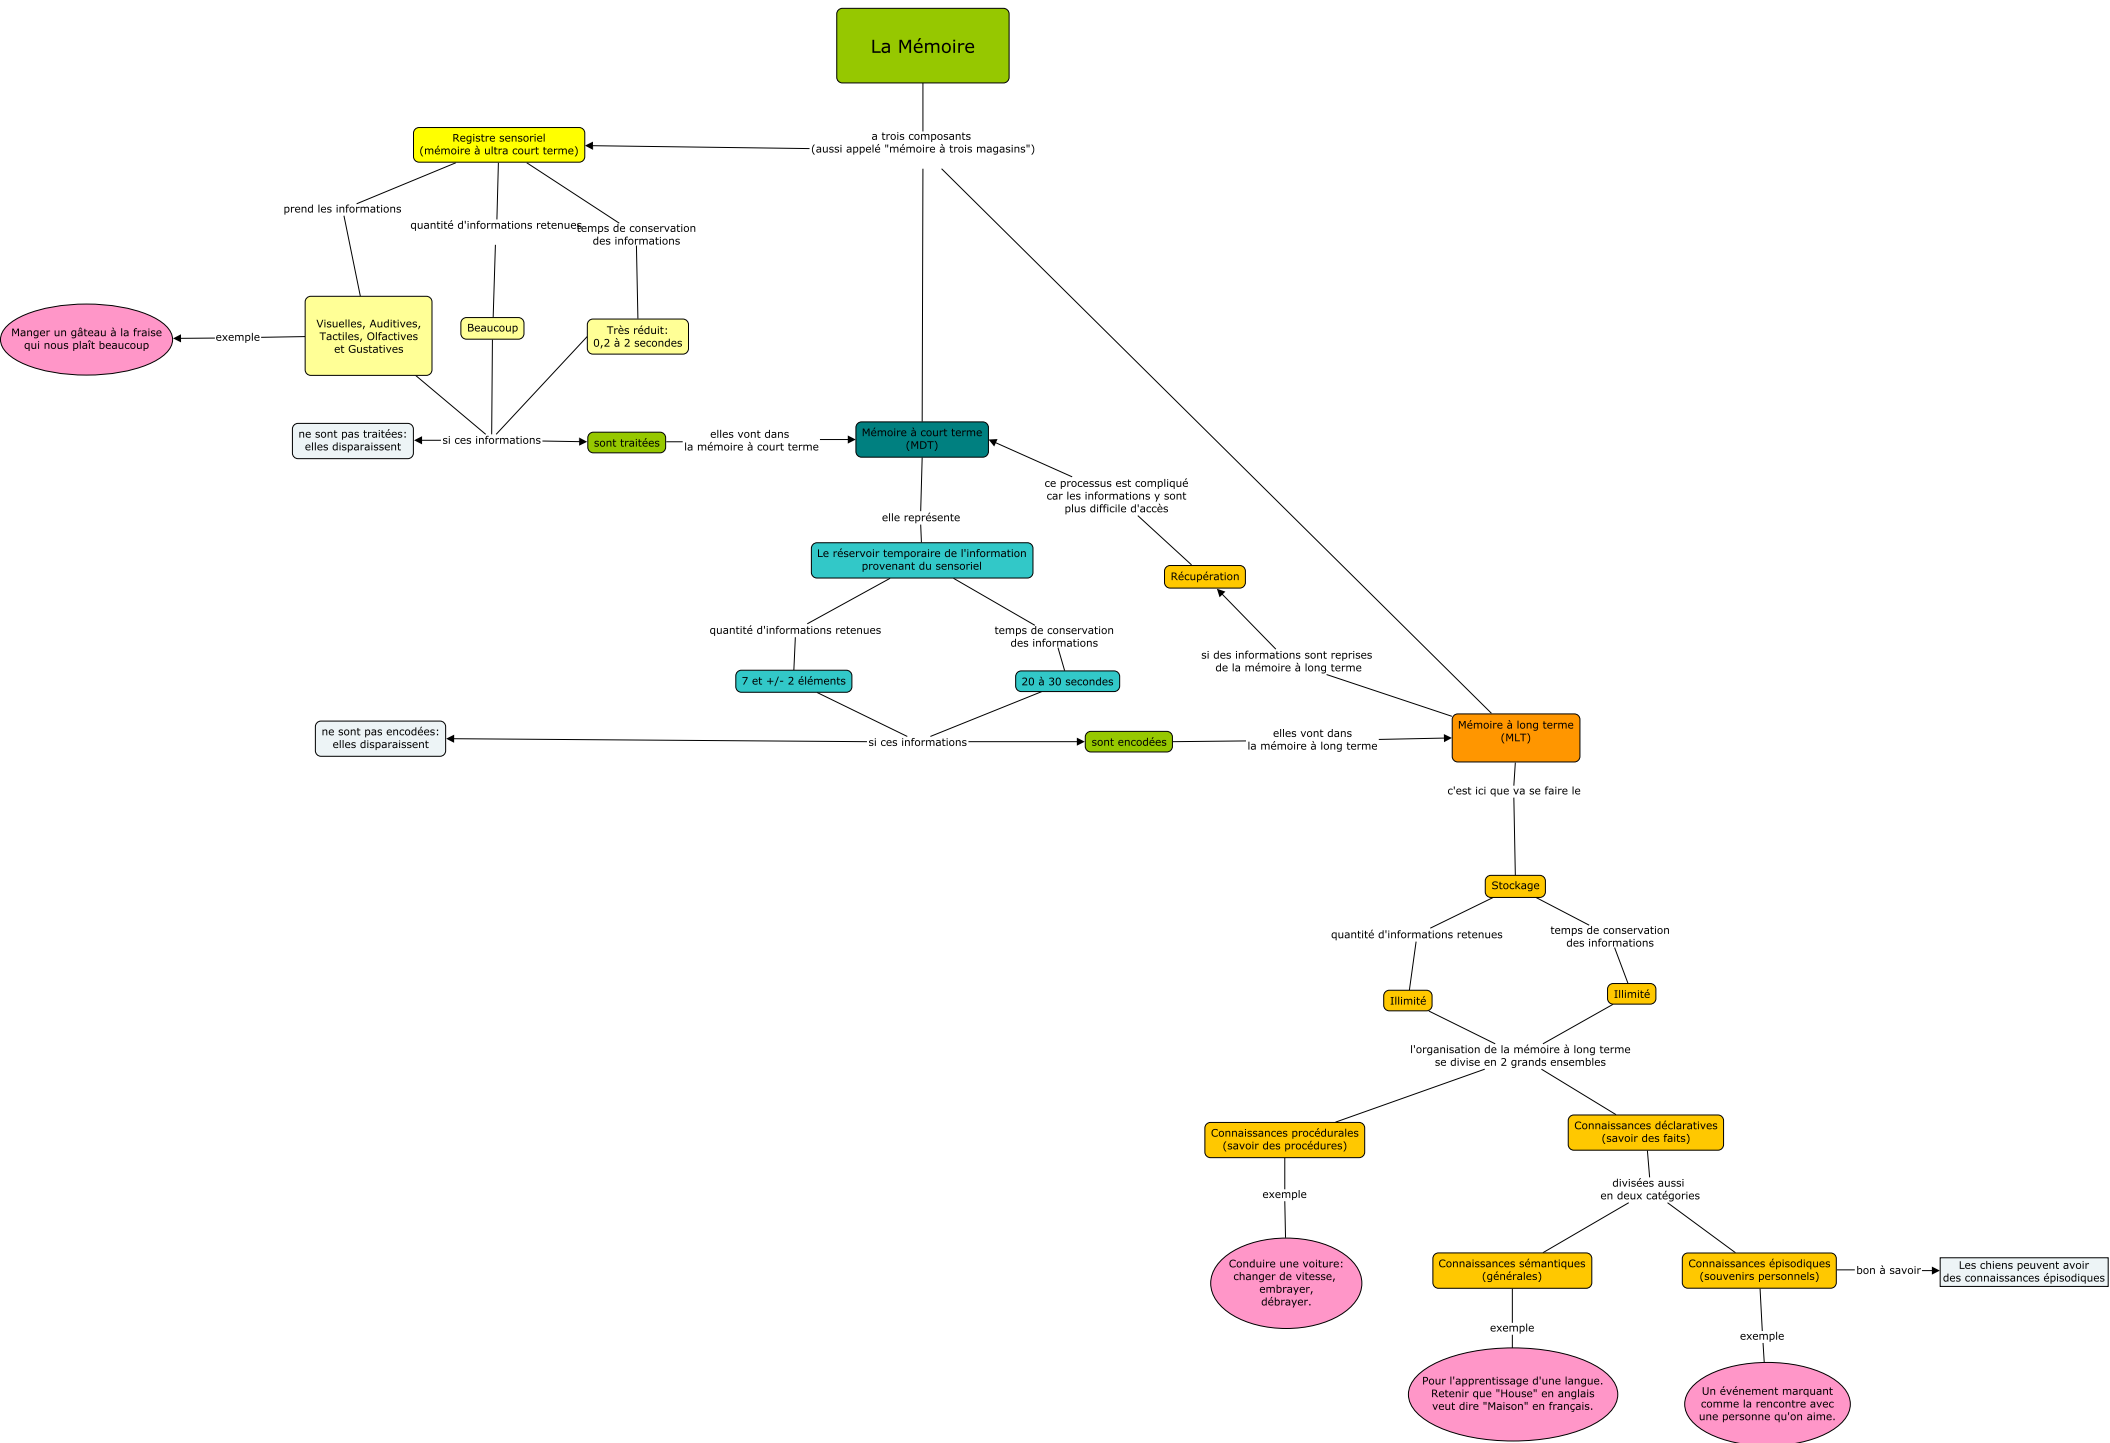 La Mémoire
a trois composants
(aussi appelé "mémoire à trois magasins")
Registre sensoriel
(mémoire à ultra court terme)
prend les informations
quantité d'informations retenues
temps de conservation
des informations
Manger un gâteau à la fraise
qui nous plaît beaucoup
exemple
Visuelles, Auditives,
Tactiles, Olfactives
et Gustatives
Beaucoup
Très réduit:
0,2 à 2 secondes
ne sont pas traitées:
elles disparaissent
si ces informations
sont traitées
elles vont dans
la mémoire à court terme
Mémoire à court terme
(MDT)
ce processus est compliqué
car les informations y sont
plus difficile d'accès
elle représente
Le réservoir temporaire de l'information
provenant du sensoriel
Récupération
quantité d'informations retenues
temps de conservation
des informations
si des informations sont reprises
de la mémoire à long terme
7 et +/- 2 éléments
20 à 30 secondes
ne sont pas encodées:
elles disparaissent
si ces informations
sont encodées
elles vont dans
la mémoire à long terme
Mémoire à long terme
(MLT)
c'est ici que va se faire le
Stockage
quantité d'informations retenues
temps de conservation
des informations
Illimité
Illimité
l'organisation de la mémoire à long terme
se divise en 2 grands ensembles
Connaissances procédurales
(savoir des procédures)
Connaissances déclaratives
(savoir des faits)
exemple
divisées aussi
en deux catégories
Conduire une voiture:
changer de vitesse,
embrayer,
débrayer.
Connaissances sémantiques
(générales)
Connaissances épisodiques
(souvenirs personnels)
bon à savoir
Les chiens peuvent avoir
des connaissances épisodiques
exemple
exemple
Pour l'apprentissage d'une langue.
Retenir que "House" en anglais
veut dire "Maison" en français.
Un événement marquant
comme la rencontre avec
une personne qu'on aime.